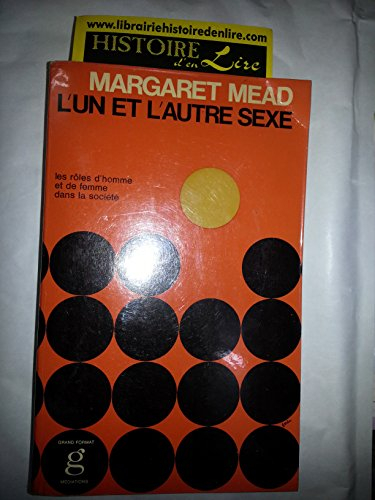 www.librairiehistoiredenlire.com
HISTOIRE
d'en Lire
MARGARET MEAD
L'UN ET L'AUTRE SEXE
les rôles d'homme
et de femme
dans la société
GRAND FORMAT
g
MÉDIATIONS